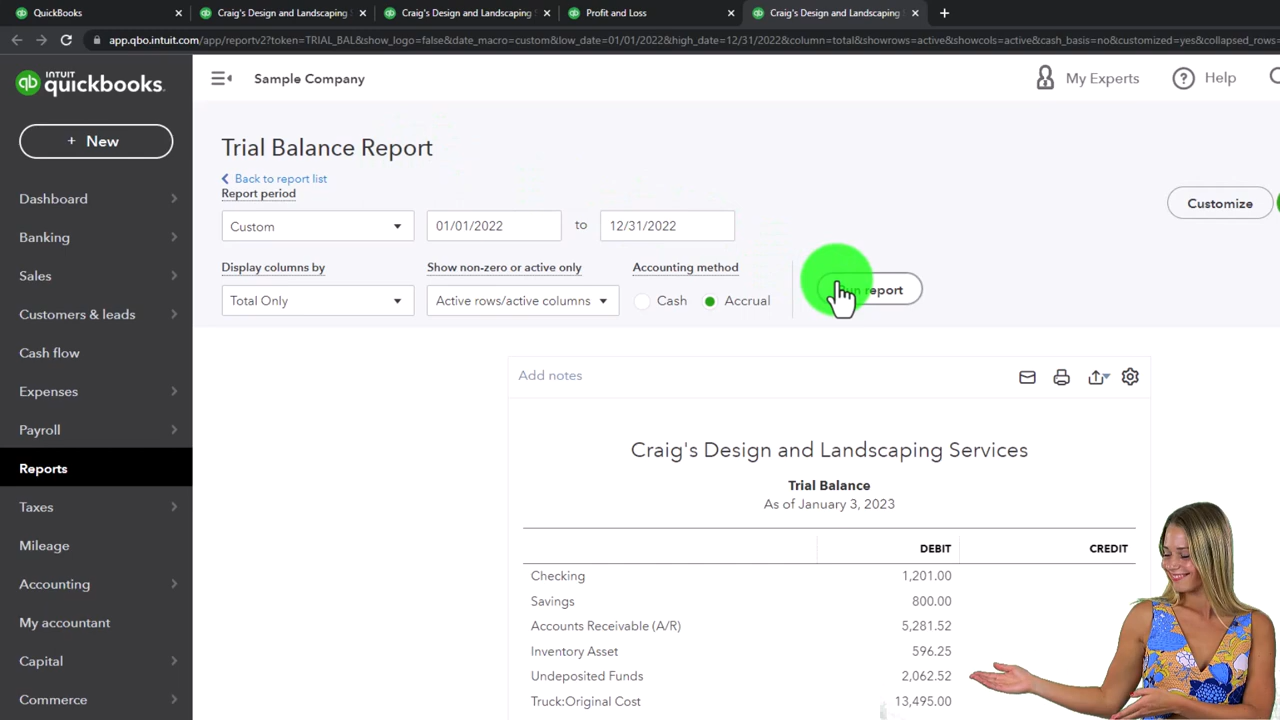 QuickBooks
Craig's Design and Landscaping S
Craig's Design and Landscaping S
Profit and Loss
Craig's Design and Landscaping S
app.qbo.intuit.com/app/reportv2?token=TRIAL_BAL&show_logo=false&date_macro=custom&low_date=01/01/2022&high_date=12/31/2022&column=total&showrows=active&showcols=active&cash_basis=no&customized=yes&collapsed_rows=
INTUIT
quickbooks.
Sample Company
My Experts
Help
+ New
Trial Balance Report
Back to report list
Report period
Custom
01/01/2022
to
12/31/2022
Customize
Display columns by
Show non-zero or active only
Accounting method
Total Only
Active rows/active columns
Cash
Accrual
report
Dashboard
Banking
Sales
Customers & leads
Cash flow
Expenses
Payroll
Reports
Taxes
Mileage
Accounting
My accountant
Capital
Commerce
Add notes
Craig's Design and Landscaping Services
Trial Balance
As of January 3, 2023
DEBIT CREDIT
Checking 1,201.00
Savings 800.00
Accounts Receivable (A/R) 5,281.52
Inventory Asset 596.25
Undeposited Funds 2,062.52
Truck:Original Cost 13,495.00